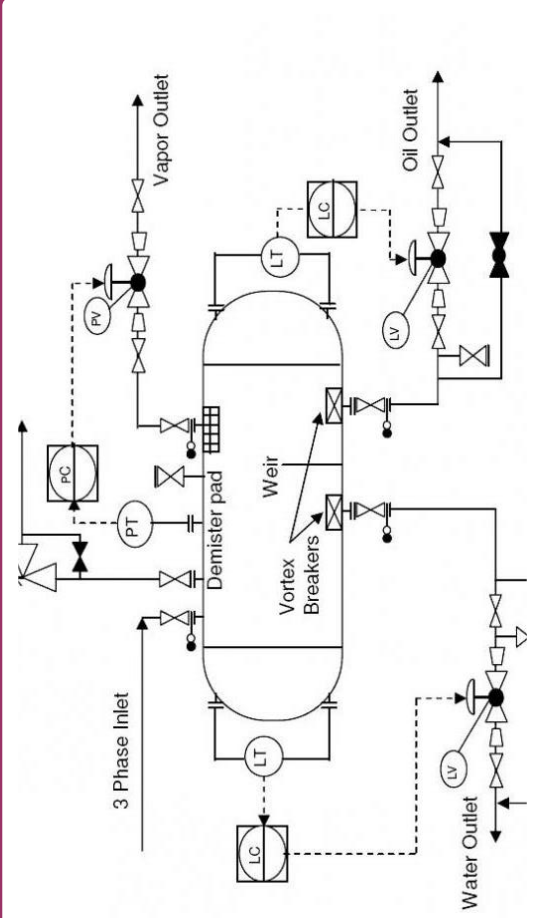 3 Phase Inlet
PT
PC
PV
Vapor Outlet
Demister pad
Weir
Vortex
Breakers
LT
LC
LV
Water Outlet
LT
LC
LV
Oil Outlet